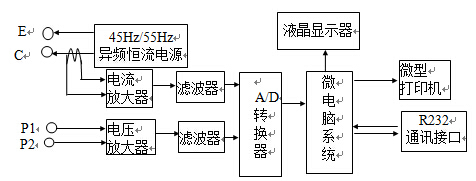 E
C
45Hz/55Hz
异频恒流电源
电流
放大器
滤波器
P1
P2
电压
放大器
滤波器
A/D
转
换
器
液晶显示器
微
电
脑
系
统
微型
打印机
R232
通讯接口